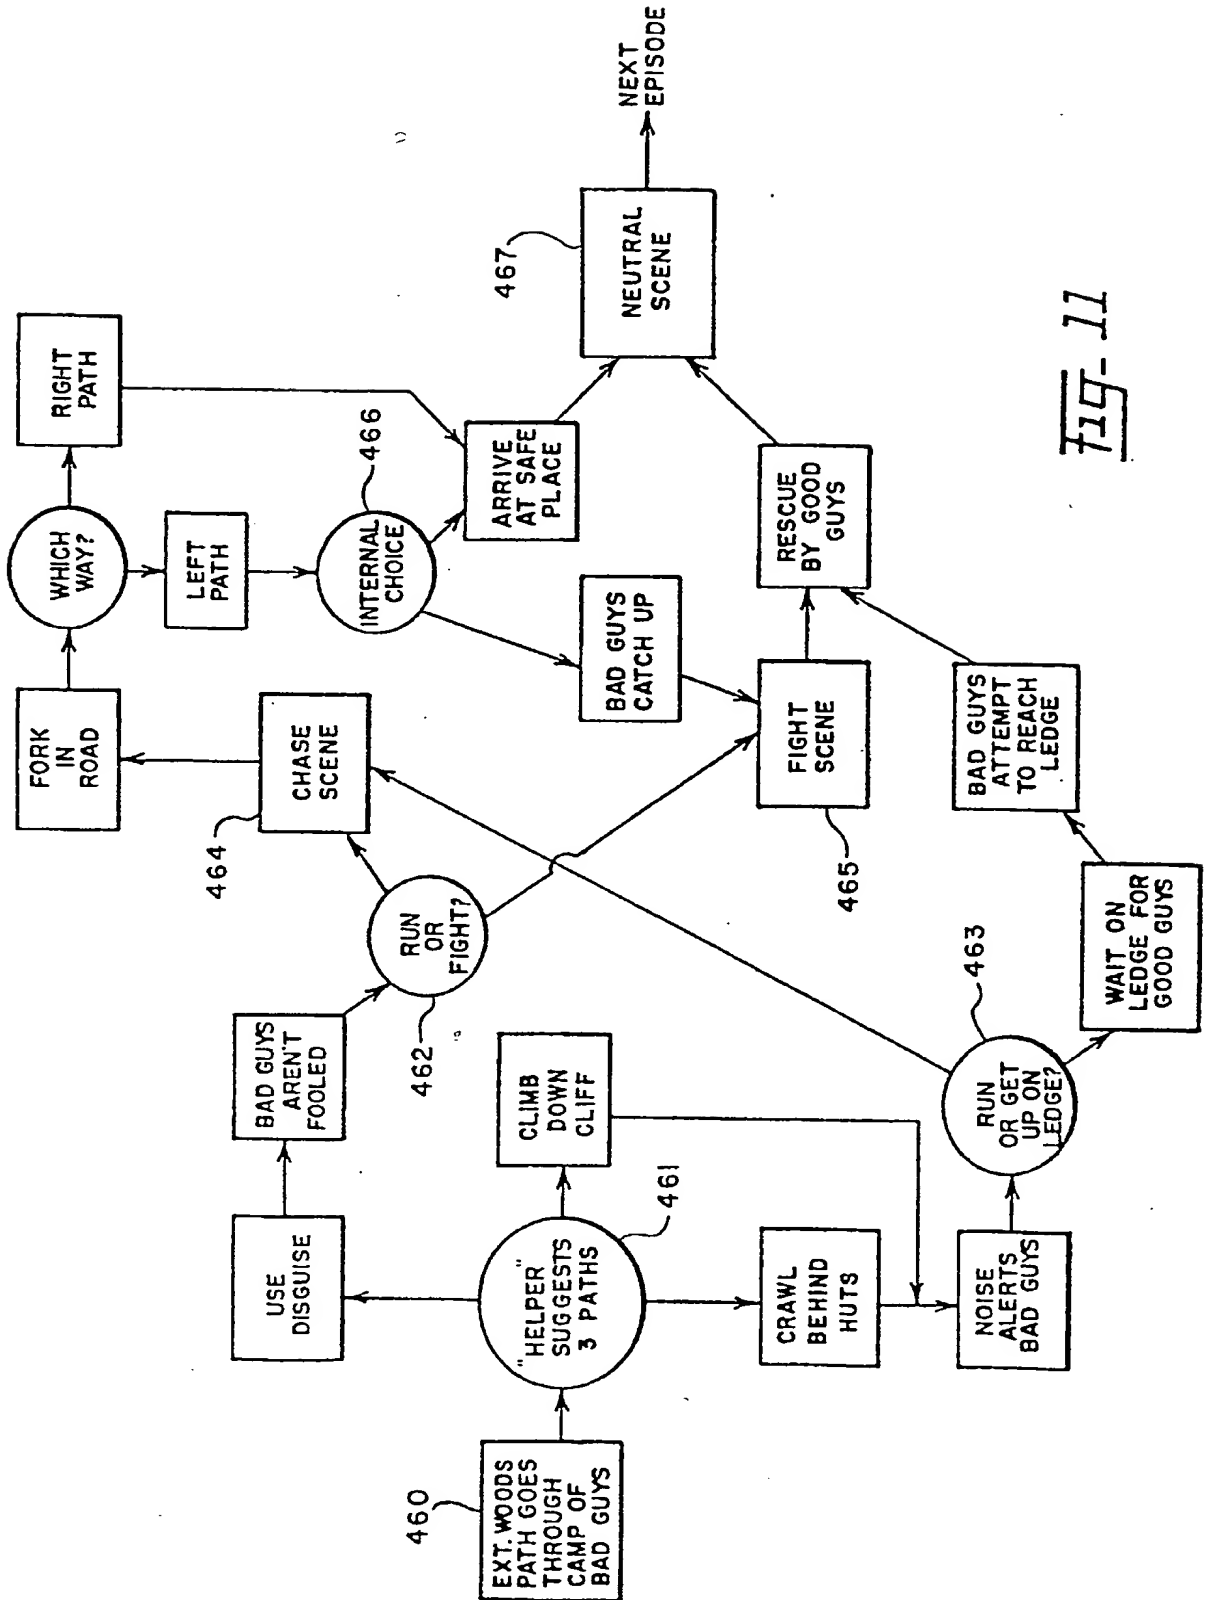 FORK
IN
ROAD
WHICH
WAY?
RIGHT
PATH
LEFT
PATH
464
CHASE
SCENE
INTERNAL
CHOICE
466
USE
DISGUISE
BAD GUYS
AREN'T
FOOLED
RUN
OR
FIGHT?
462
ARRIVE
AT SAFE
PLACE
467
460
EXT. WOODS
PATH GOES
THROUGH
CAMP OF
BAD GUYS
"HELPER"
SUGGESTS
3 PATHS
461
CLIMB
DOWN
CLIFF
BAD GUYS
CATCH UP
NEUTRAL
SCENE
NEXT
EPISODE
CRAWL
BEHIND
HUTS
FIGHT
SCENE
465
RESCUE
BY GOOD
GUYS
NOISE
ALERTS
BAD GUYS
RUN
OR GET
UP ON
LEDGE?
463
BAD GUYS
ATTEMPT
TO REACH
LEDGE
WAIT ON
LEDGE FOR
GOOD GUYS
Fig-11